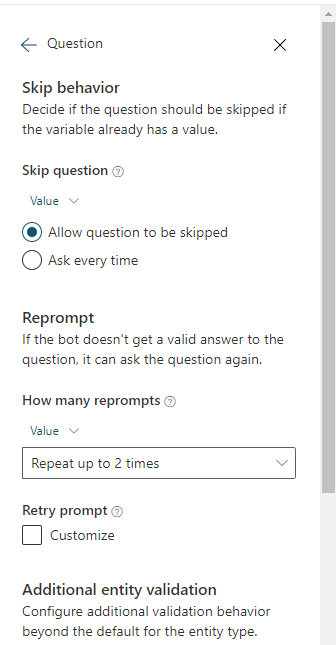 Question
Skip behavior
Decide if the question should be skipped if
the variable already has a value.
Skip question
Value
Allow question to be skipped
Ask every time
Reprompt
If the bot doesn't get a valid answer to the
question, it can ask the question again.
How many reprompts
Value
Repeat up to 2 times
Retry prompt
Customize
Additional entity validation
Configure additional validation behavior
beyond the default for the entity type.